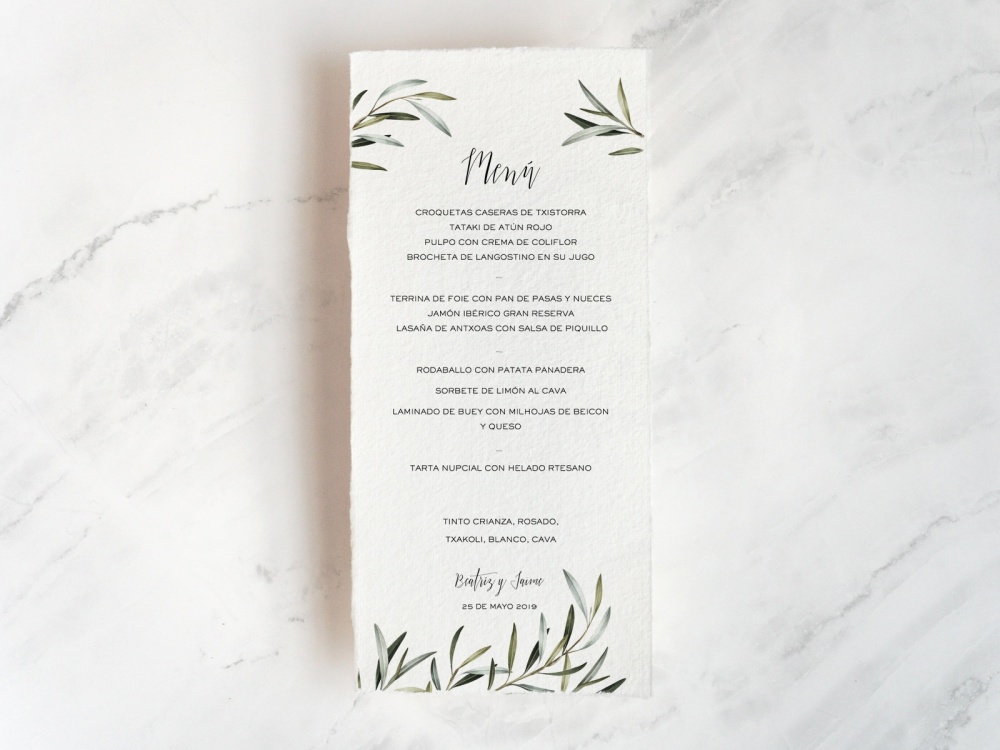 Menú
CROQUETAS CASERAS DE TXISTORRA
TATAKI DE ATÚN ROJO
PULPO CON CREMA DE COLIFLOR
BROCHETA DE LANGOSTINO EN SU JUGO
~
TERRINA DE FOIE CON PAN DE PASAS Y NUECES
JAMÓN IBÉRICO GRAN RESERVA
LASAÑA DE ANTXOAS CON SALSA DE PIQUILLO
~
RODABALLO CON PATATA PANADERA
SORBETE DE LIMÓN AL CAVA
LAMINADO DE BUEY CON MILHOJAS DE BEICON
Y QUESO
~
TARTA NUPCIAL CON HELADO RTESANO
TINTO CRIANZA, ROSADO,
TXAKOLI, BLANCO, CAVA
Beatriz y Jaime
25 DE MAYO 2019